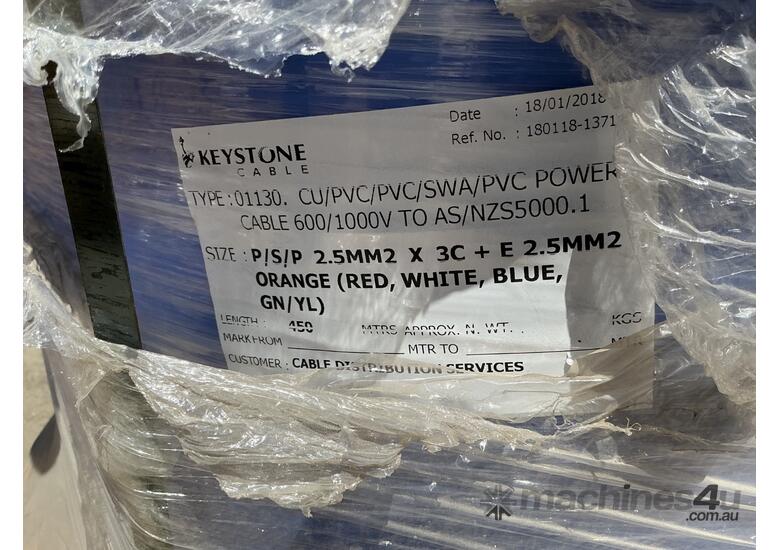 Date : 18/01/2018
Ref. No. : 180118-1371
KEYSTONE
CABLE
TYPE :01130. CU/PVC/PVC/SWA/PVC POWER
CABLE 600/1000V TO AS/NZS5000.1
SIZE : P/S/P 2.5MM2 X 3C + E 2.5MM2
ORANGE (RED, WHITE, BLUE,
GN/YL)
LENGTH : 450 MTRS APPROX. N. WT. . KGS
MARK FROM MTR TO
CUSTOMER : CABLE DISTRIBUTION SERVICES
machines4u
.com.au